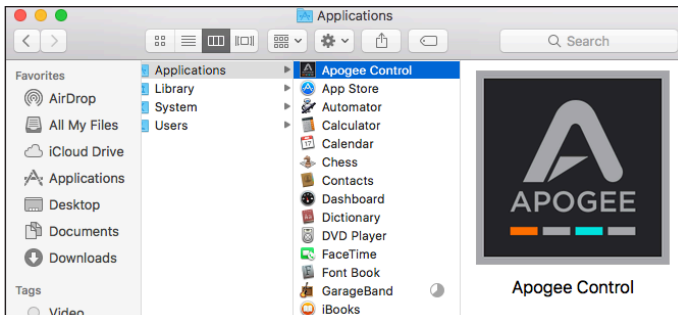 Applications
Search
Favorites
AirDrop
All My Files
iCloud Drive
Applications
Desktop
Documents
Downloads
Tags
Video
Applications
Library
System
Users
Apogee Control
App Store
Automator
Calculator
Calendar
Chess
Contacts
Dashboard
Dictionary
DVD Player
FaceTime
Font Book
GarageBand
iBooks
APOGEE
Apogee Control